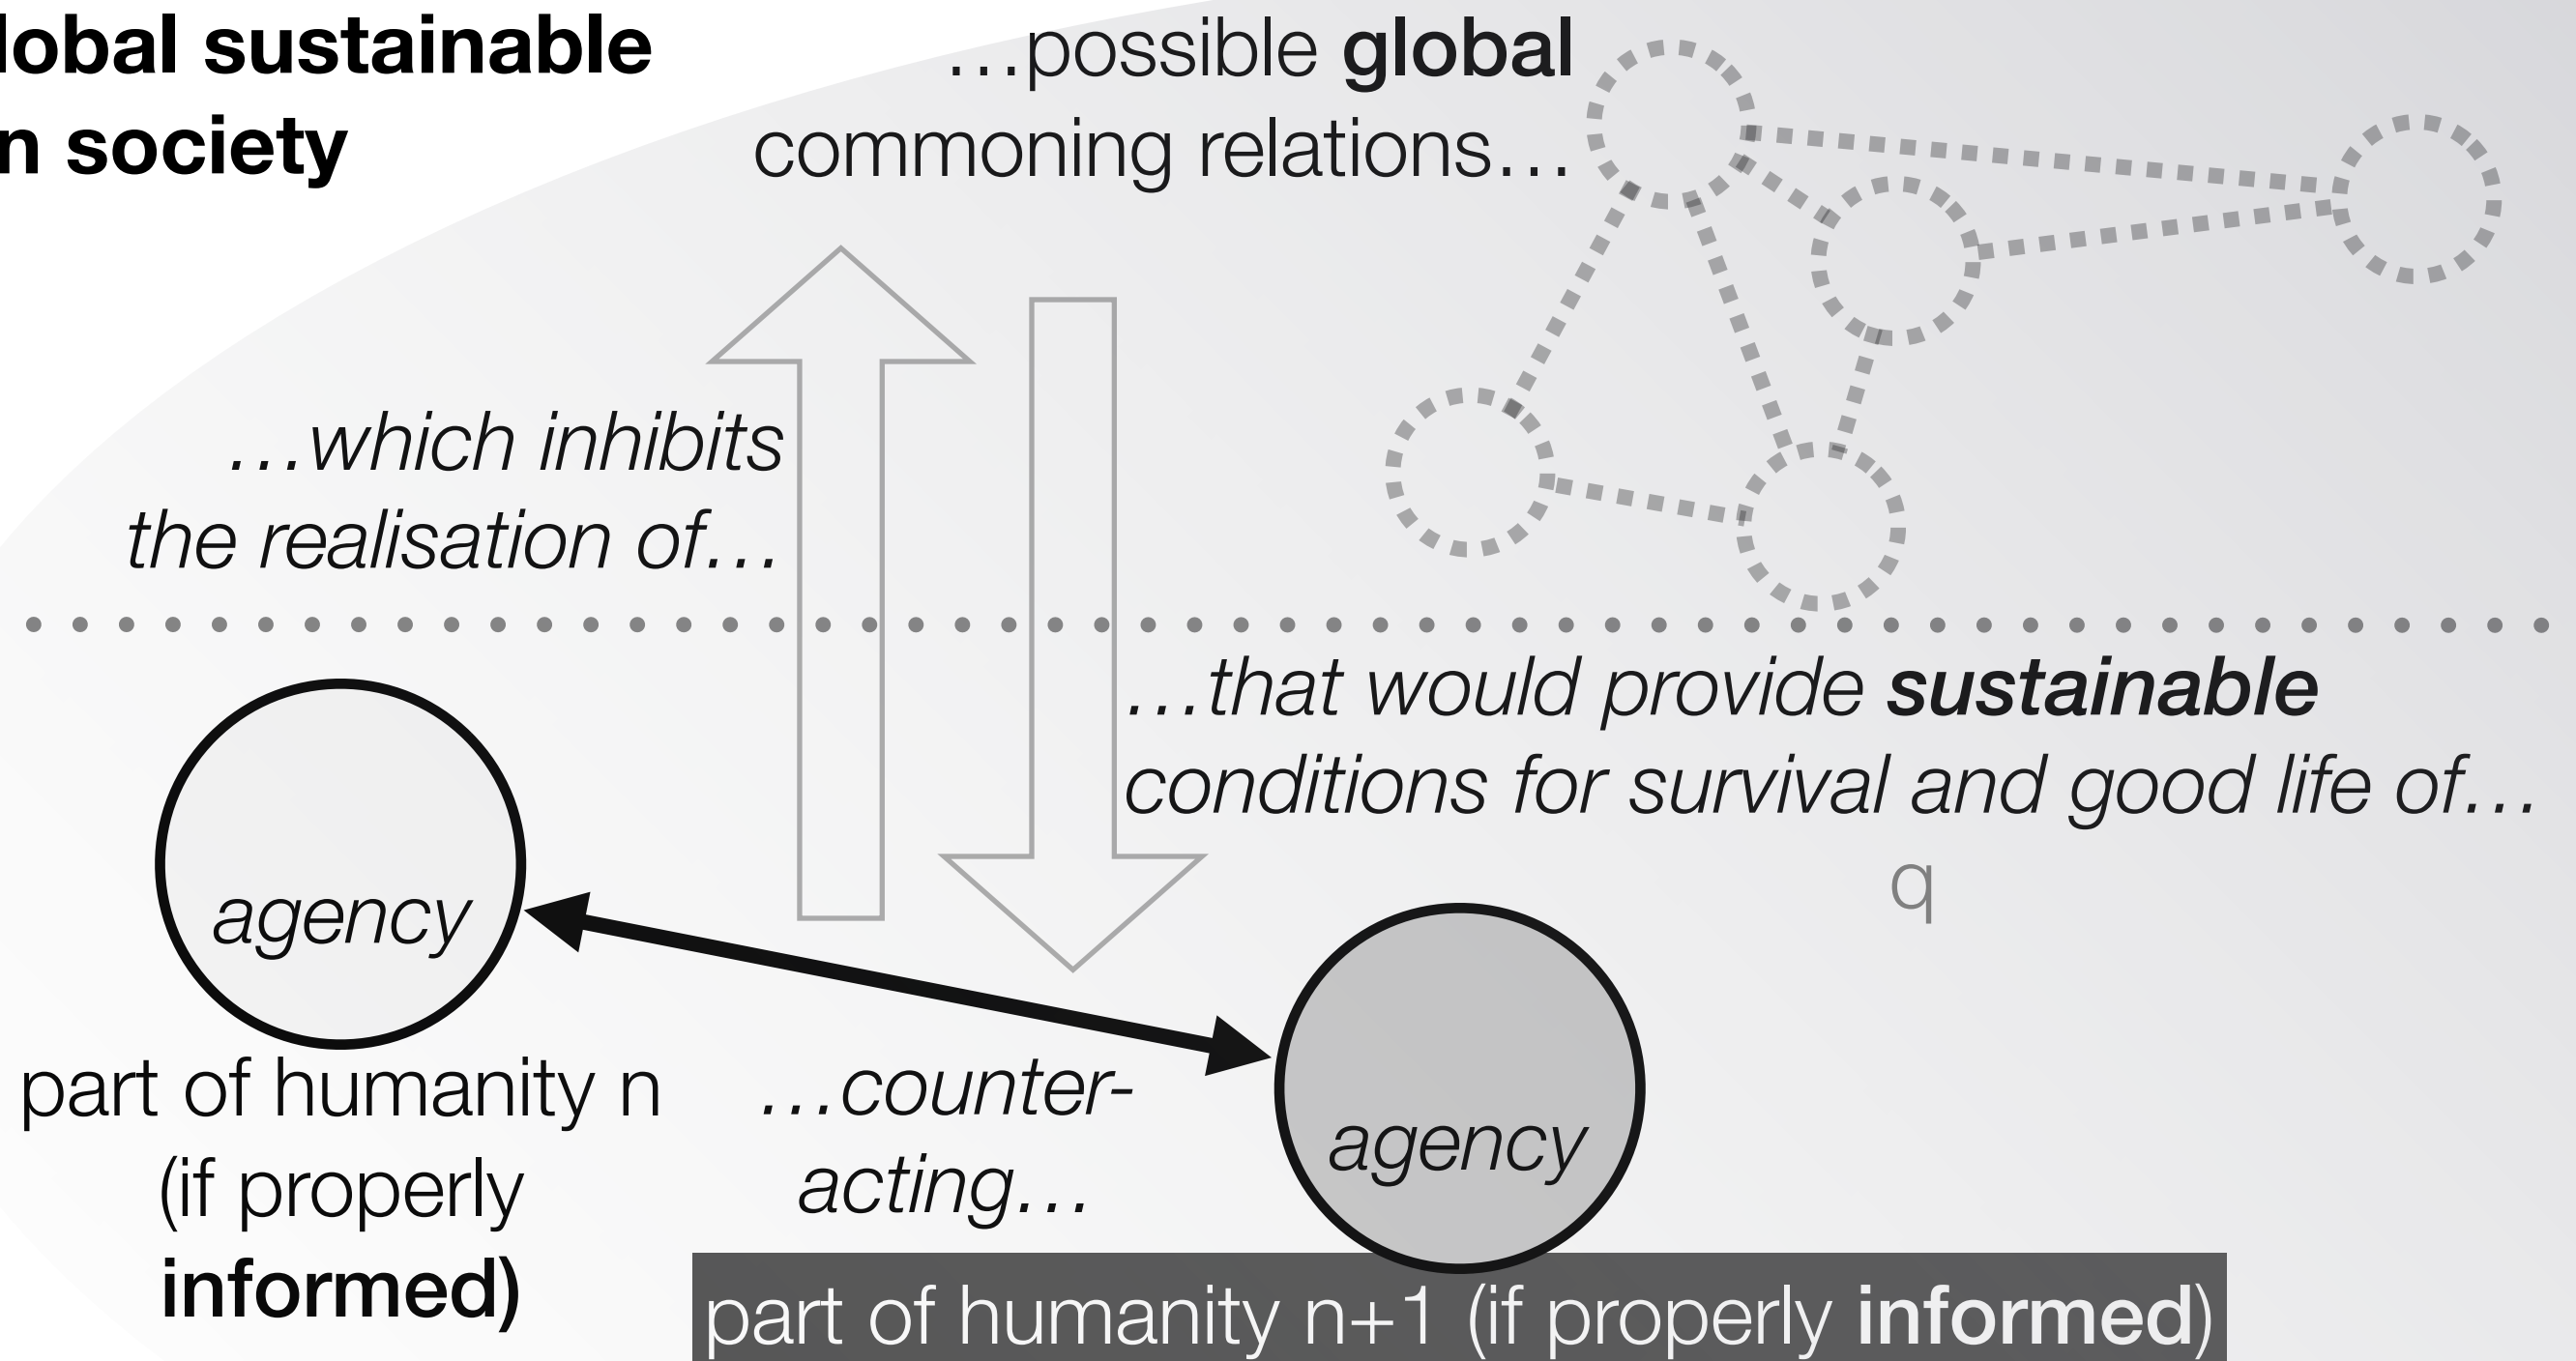 lobal sustainable
n society
…possible global
commoning relations…
…which inhibits
the realisation of…
…that would provide sustainable
conditions for survival and good life of…
q
agency
part of humanity n
(if properly
informed)
…counter-
acting…
agency
part of humanity n+1 (if properly informed)